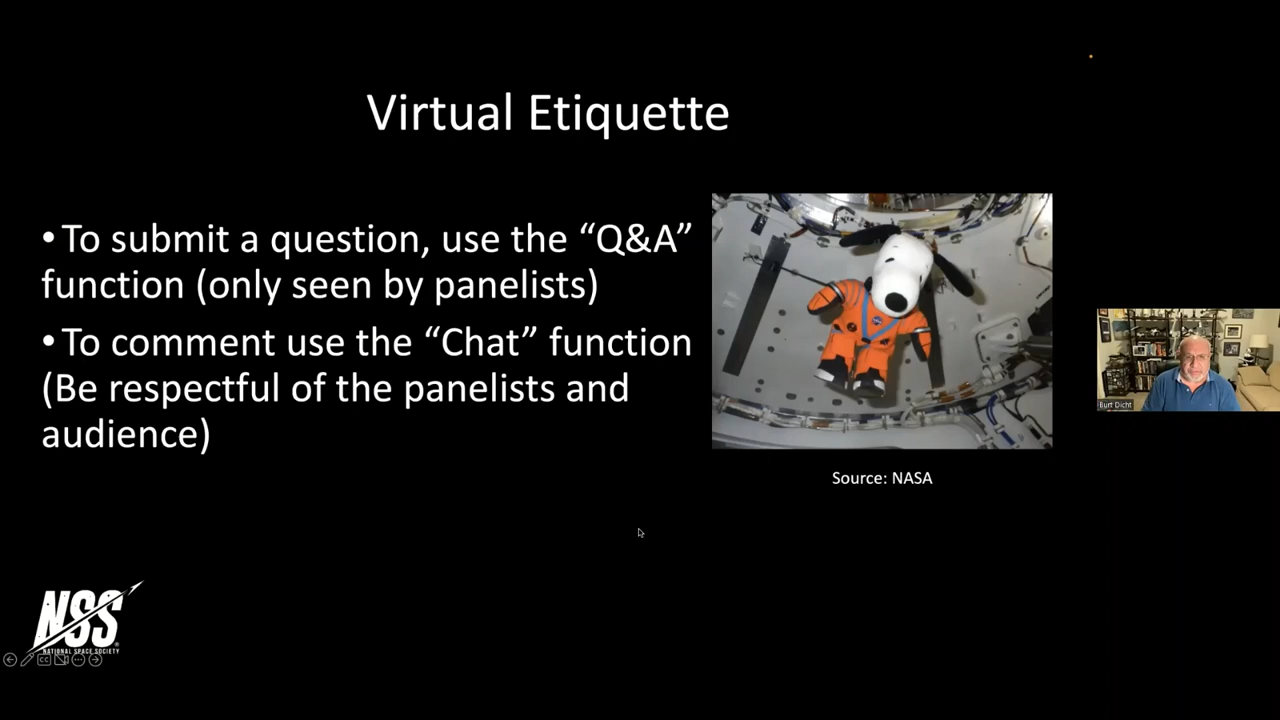 Virtual Etiquette
• To submit a question, use the “Q&A”
function (only seen by panelists)
• To comment use the “Chat” function
(Be respectful of the panelists and
audience)
Source: NASA
Burt Dicht
NSS
NATIONAL SPACE SOCIETY
CC